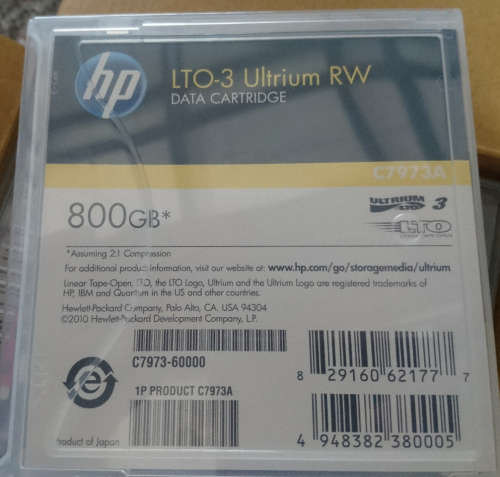 hp
LTO-3 Ultrium RW
DATA CARTRIDGE
C7973A
ULTRIUM LTO 3
800GB*
LTO
*Assuming 2:1 Compression
For additional product information, visit our website at: www.hp.com/go/storagemedia/ultrium
Linear Tape-Open, LTO, the LTO Logo, Ultrium and the Ultrium Logo are registered trademarks of
HP, IBM and Quantum in the US and other countries.
Hewlett-Packard Company, Palo Alto, CA. USA 94304
©2010 Hewlett-Packard Development Company, L.P.
C7973-60000
8 29160 62177 7
e
1P PRODUCT C7973A
Product of Japan
4 948382 380005